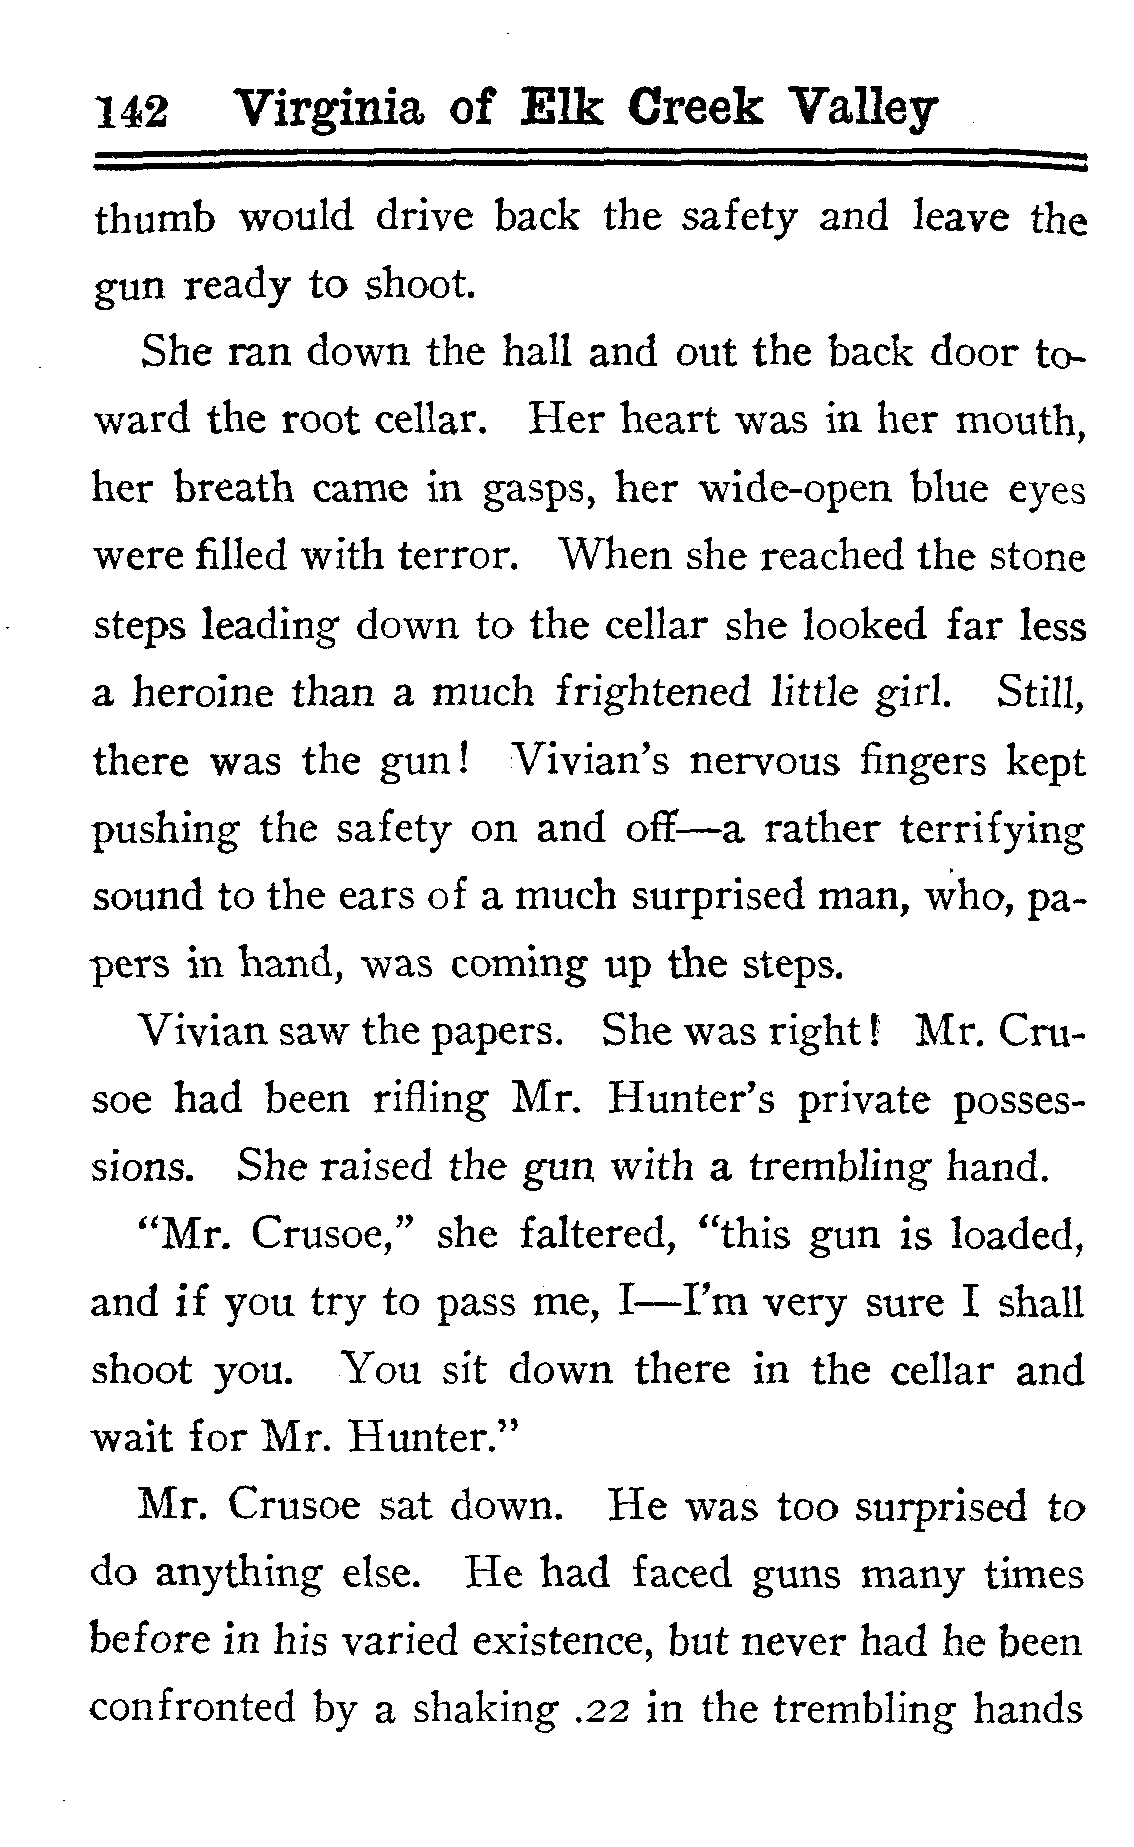 142 Virginia of Elk Creek Valley
thumb would drive back the safety and leave the
gun ready to shoot.
She ran down the hall and out the back door to-
ward the root cellar. Her heart was in her mouth,
her breath came in gasps, her wide-open blue eyes
were filled with terror. When she reached the stone
steps leading down to the cellar she looked far less
a heroine than a much frightened little girl. Still,
there was the gun! Vivian's nervous fingers kept
pushing the safety on and off—a rather terrifying
sound to the ears of a much surprised man, who, pa-
pers in hand, was coming up the steps.
Vivian saw the papers. She was right! Mr. Cru-
soe had been rifling Mr. Hunter's private posses-
sions. She raised the gun with a trembling hand.
"Mr. Crusoe," she faltered, "this gun is loaded,
and if you try to pass me, I—I'm very sure I shall
shoot you. You sit down there in the cellar and
wait for Mr. Hunter."
Mr. Crusoe sat down. He was too surprised to
do anything else. He had faced guns many times
before in his varied existence, but never had he been
confronted by a shaking .22 in the trembling hands